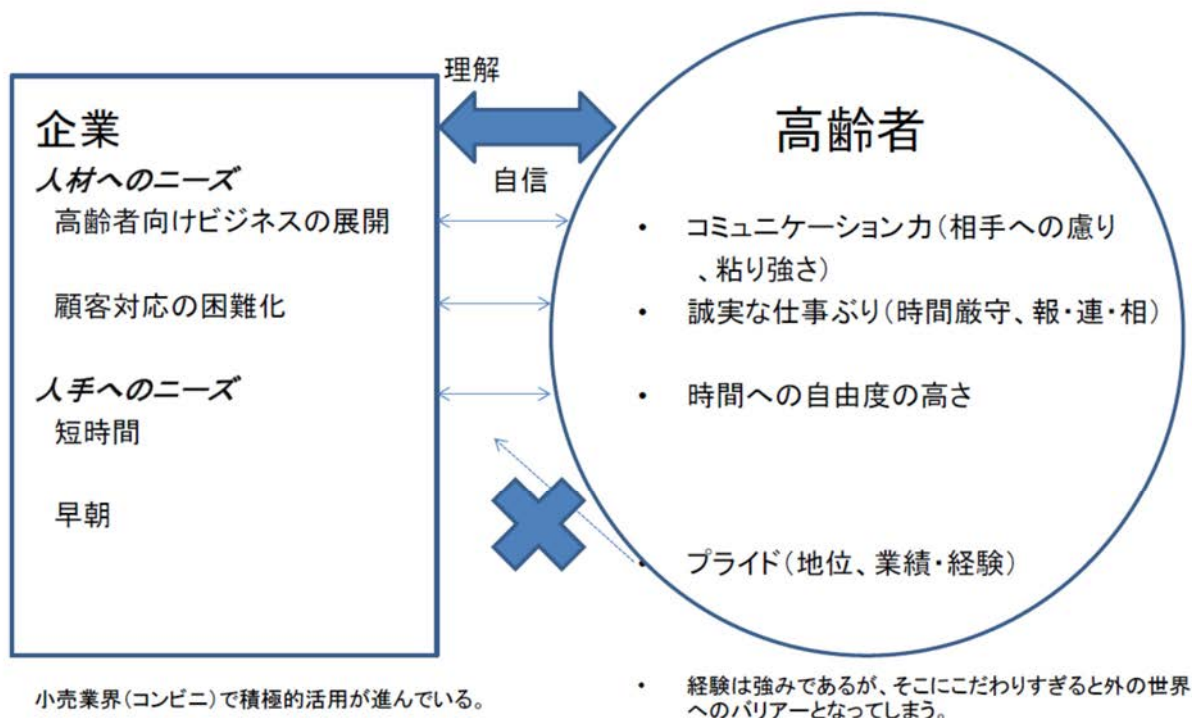 理解
自信
企業
人材へのニーズ
高齢者向けビジネスの展開
顧客対応の困難化
人手へのニーズ
短時間
早朝
小売業界(コンビニ)で積極的活用が進んでいる。
高齢者
・ コミュニケーション力(相手への慮り
、粘り強さ)
・ 誠実な仕事ぶり(時間厳守、報・連・相)
・ 時間への自由度の高さ
・ プライド(地位、業績・経験)
・ 経験は強みであるが、そこにこだわりすぎると外の世界
へのバリアーとなってしまう。